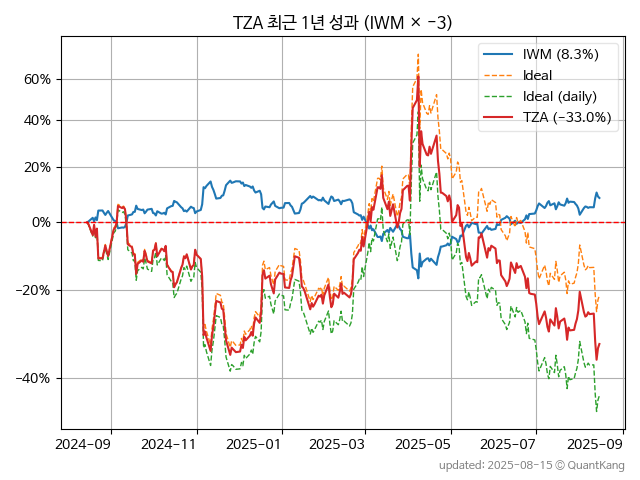 TZA 최근 1년 성과 (IWM × −3)
IWM (8.3%)
Ideal
Ideal (daily)
TZA (−33.0%)
60%
40%
20%
0%
−20%
−40%
2024-09
2024-11
2025-01
2025-03
2025-05
2025-07
2025-09
updated: 2025-08-15 © QuantKang